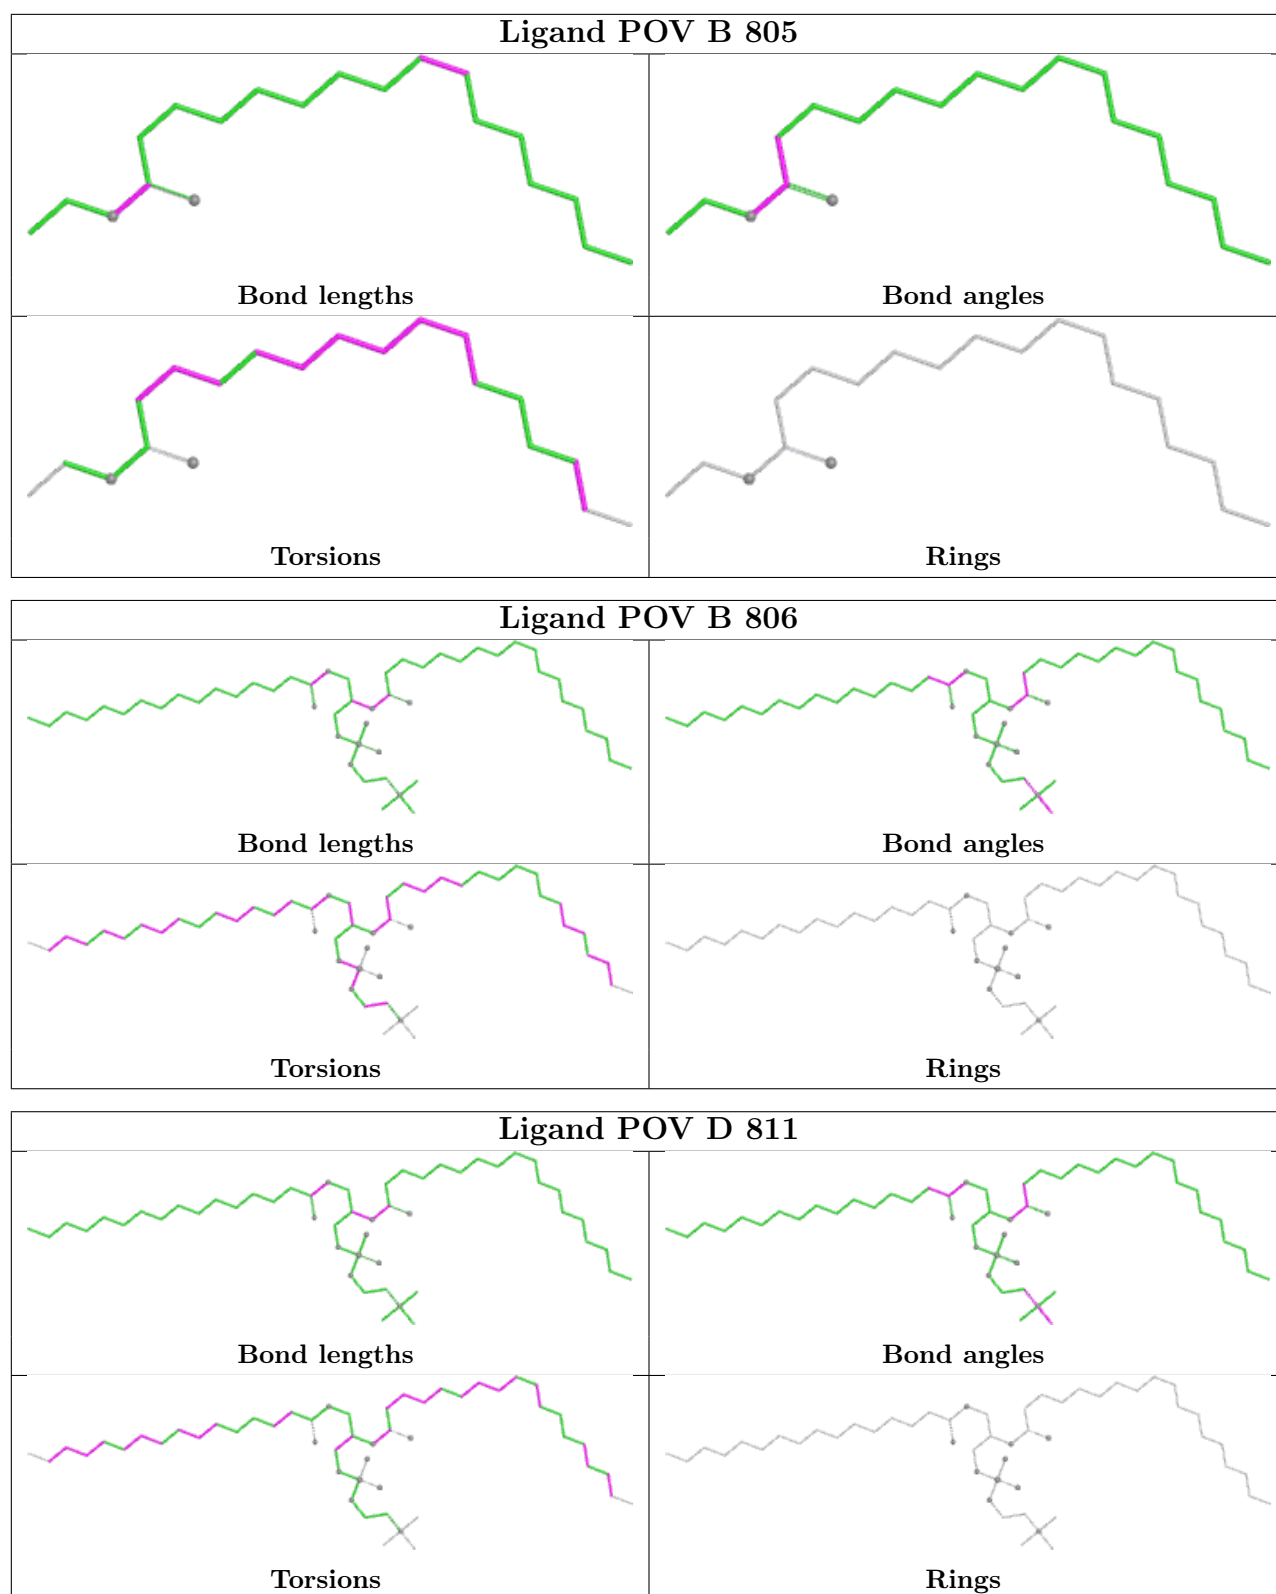 Ligand POV B 805
Bond lengths
Bond angles
Torsions
Rings
Ligand POV B 806
Bond lengths
Bond angles
Torsions
Rings
Ligand POV D 811
Bond lengths
Bond angles
Torsions
Rings